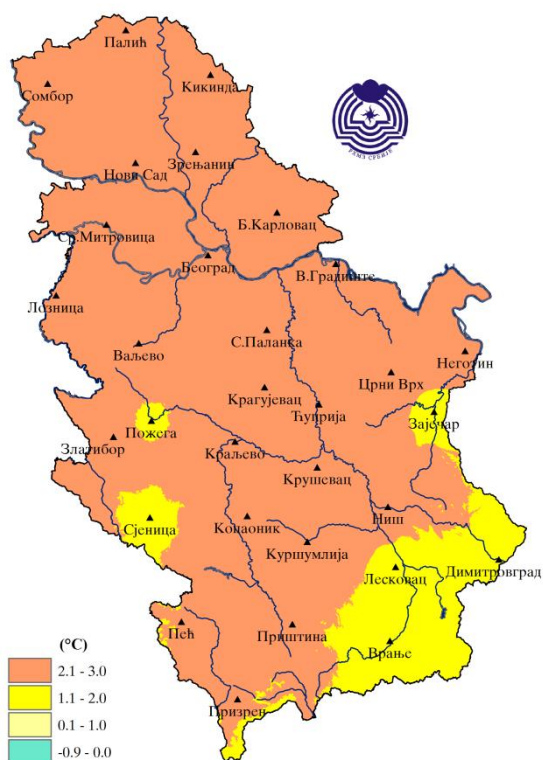 Палић
Сомбор
Кикинда
Зрењанин
Нови Сад
Б.Карловац
Ср.Митровица
Београд
В.Градиште
Лозница
С.Паланка
Ваљево
Неготин
Црни Врх
Крагујевац
Ћуприја
Зајечар
Пожега
Златибор
Краљево
Крушевац
Сјеница
Копаоник
Ниш
Куршумлија
Лесковац
Димитровград
Пећ
Приштина
Врање
Призрен
РХМЗ СРБИЈЕ
(°C)
2.1 - 3.0
1.1 - 2.0
0.1 - 1.0
-0.9 - 0.0